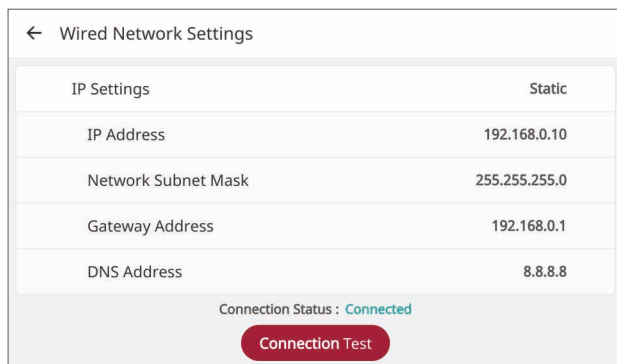 Wired Network Settings
IP Settings Static
IP Address 192.168.0.10
Network Subnet Mask 255.255.255.0
Gateway Address 192.168.0.1
DNS Address 8.8.8.8
Connection Status : Connected
Connection Test